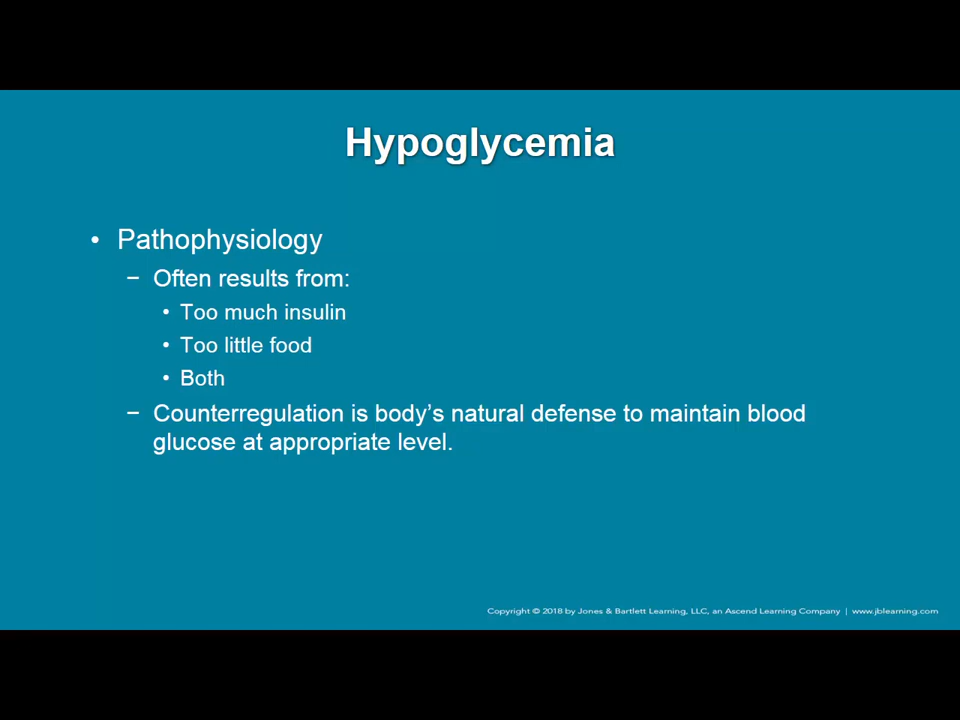 Hypoglycemia
• Pathophysiology
− Often results from:
• Too much insulin
• Too little food
• Both
− Counterregulation is body’s natural defense to maintain blood
glucose at appropriate level.
Copyright © 2018 by Jones & Bartlett Learning, LLC, an Ascend Learning Company | www.jblearning.com